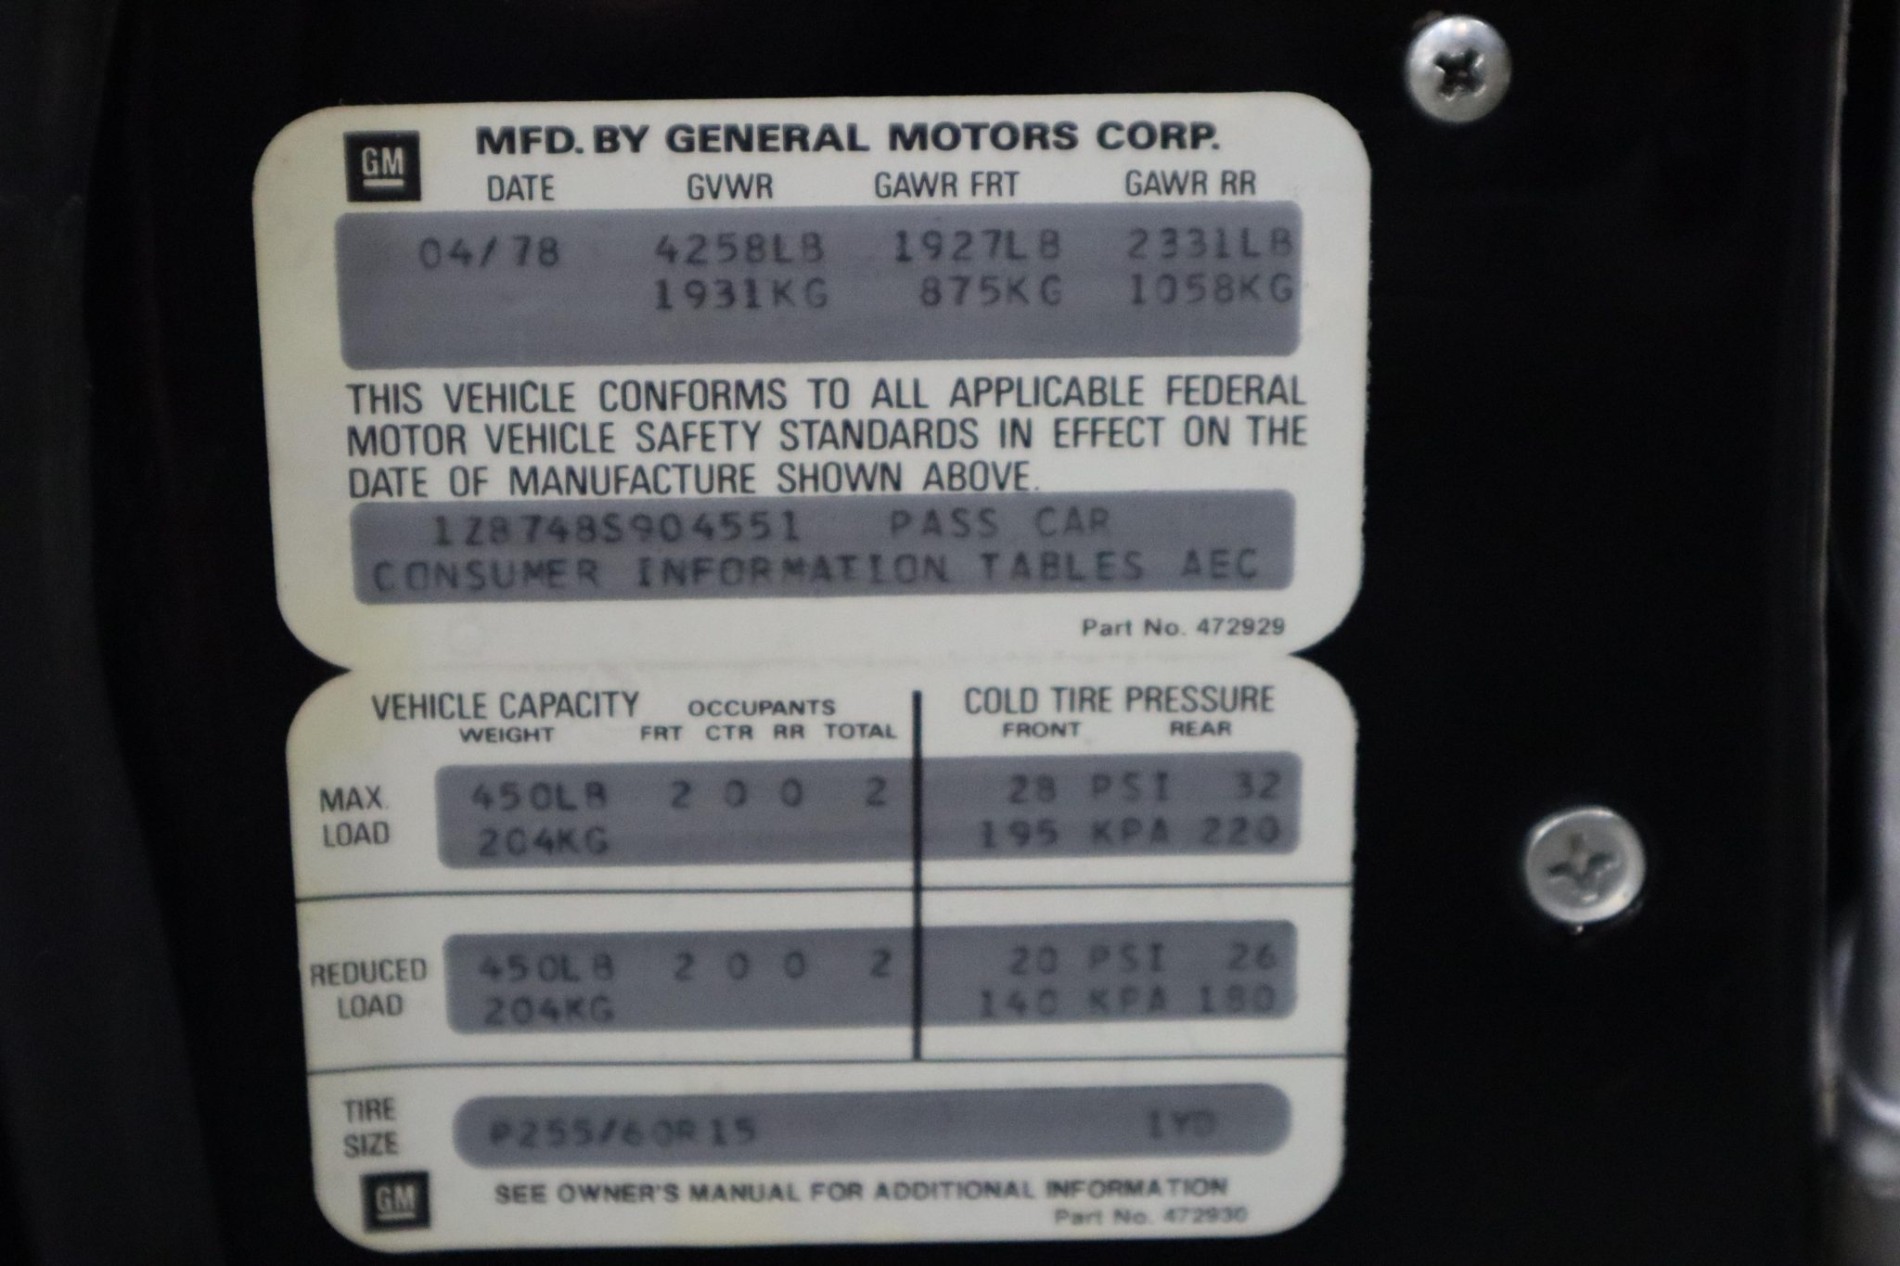 GM
MFD. BY GENERAL MOTORS CORP.
DATE GVWR GAWR FRT GAWR RR
04/78 4258LB 1927LB 2331LB
1931KG 875KG 1058KG
THIS VEHICLE CONFORMS TO ALL APPLICABLE FEDERAL
MOTOR VEHICLE SAFETY STANDARDS IN EFFECT ON THE
DATE OF MANUFACTURE SHOWN ABOVE.
1Z8748S904551 PASS CAR
CONSUMER INFORMATION TABLES AEC
Part No. 472929
VEHICLE CAPACITY OCCUPANTS COLD TIRE PRESSURE
WEIGHT FRT CTR RR TOTAL FRONT REAR
MAX. LOAD 450LB 2 0 0 2 28 PSI 32
204KG 195 KPA 220
REDUCED LOAD 450LB 2 0 0 2 20 PSI 26
204KG 140 KPA 180
TIRE SIZE P255/60R15 1YD
GM
SEE OWNER'S MANUAL FOR ADDITIONAL INFORMATION
Part No. 472930